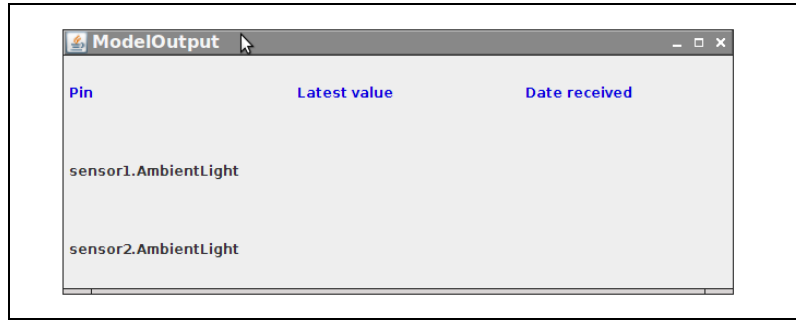 ModelOutput
Pin Latest value Date received
sensor1.AmbientLight
sensor2.AmbientLight